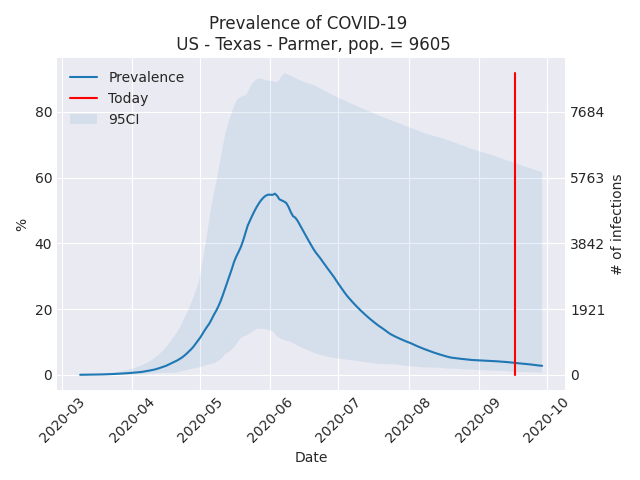 Prevalence of COVID-19
US - Texas - Parmer, pop. = 9605
Prevalence
Today
95CI
80
60
40
20
0
%
7684
5763
3842
1921
0
# of infections
2020-03
2020-04
2020-05
2020-06
2020-07
2020-08
2020-09
2020-10
Date